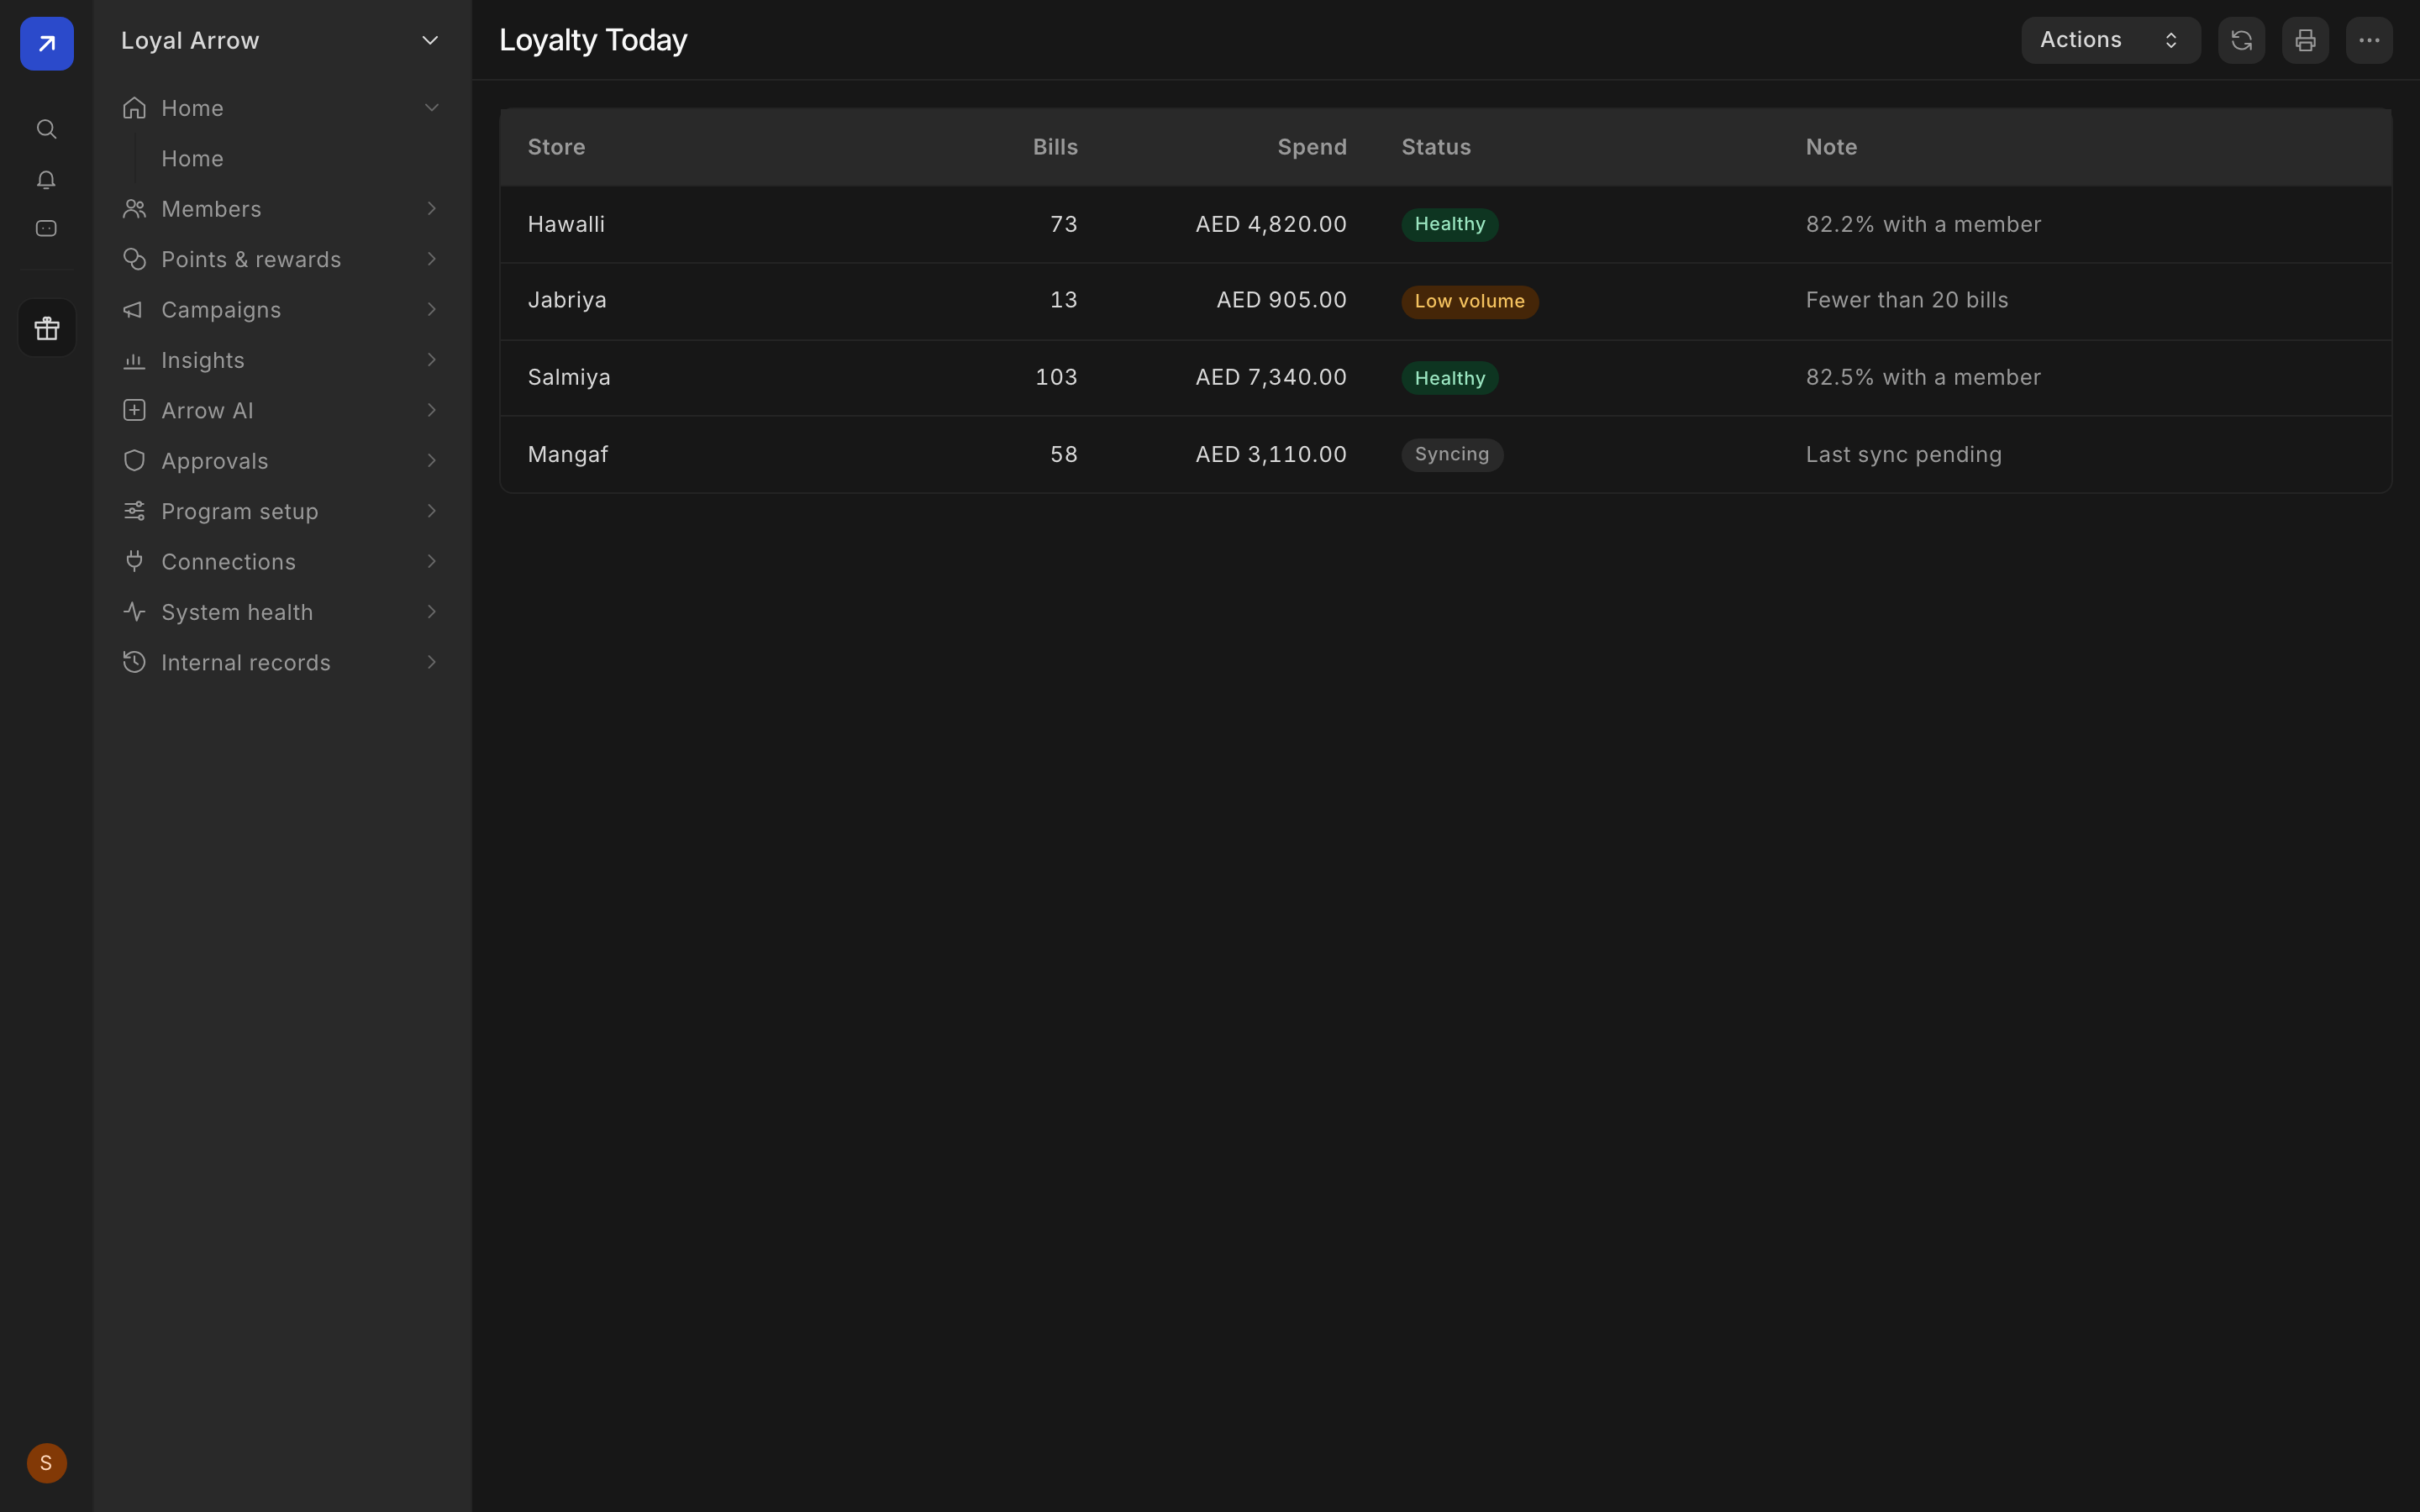 Loyal Arrow
Home
Home
Members
Points & rewards
Campaigns
Insights
Arrow AI
Approvals
Program setup
Connections
System health
Internal records
S
Loyalty Today
Actions
Store Bills Spend Status Note
Hawalli 73 AED 4,820.00 Healthy 82.2% with a member
Jabriya 13 AED 905.00 Low volume Fewer than 20 bills
Salmiya 103 AED 7,340.00 Healthy 82.5% with a member
Mangaf 58 AED 3,110.00 Syncing Last sync pending